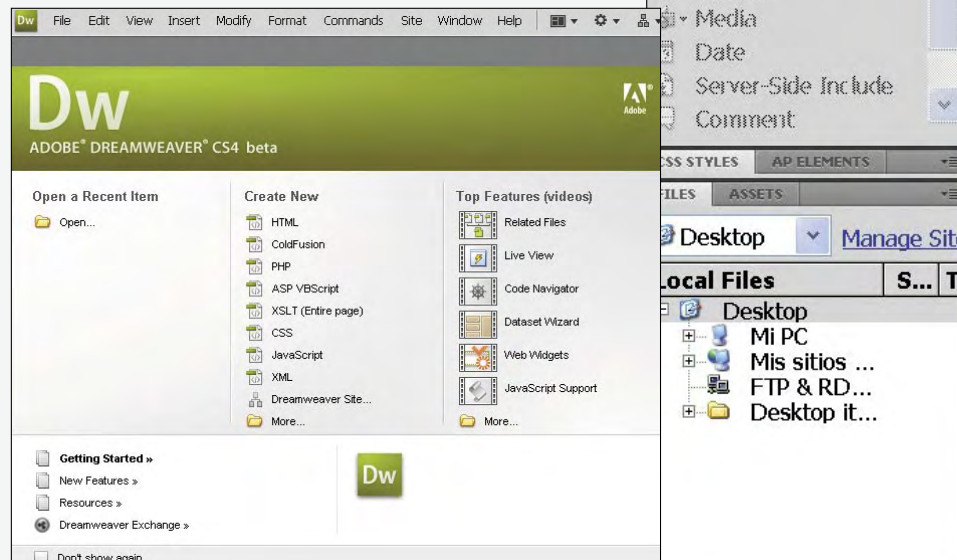 Dw File Edit View Insert Modify Format Commands Site Window Help
Dw
Adobe
ADOBE® DREAMWEAVER® CS4 beta
Open a Recent Item
Open...
Create New
HTML
ColdFusion
PHP
ASP VBScript
XSLT (Entire page)
CSS
JavaScript
XML
Dreamweaver Site...
More...
Top Features (videos)
Related Files
Live View
Code Navigator
Dataset Wizard
Web Widgets
JavaScript Support
More...
Getting Started »
New Features »
Resources »
Dreamweaver Exchange »
Dw
Don't show again
Media
Date
Server-Side Include
Comment
CSS STYLES AP ELEMENTS
FILES ASSETS
Desktop Manage Sit
Local Files S... T
Desktop
Mi PC
Mis sitios ...
FTP & RD...
Desktop it...